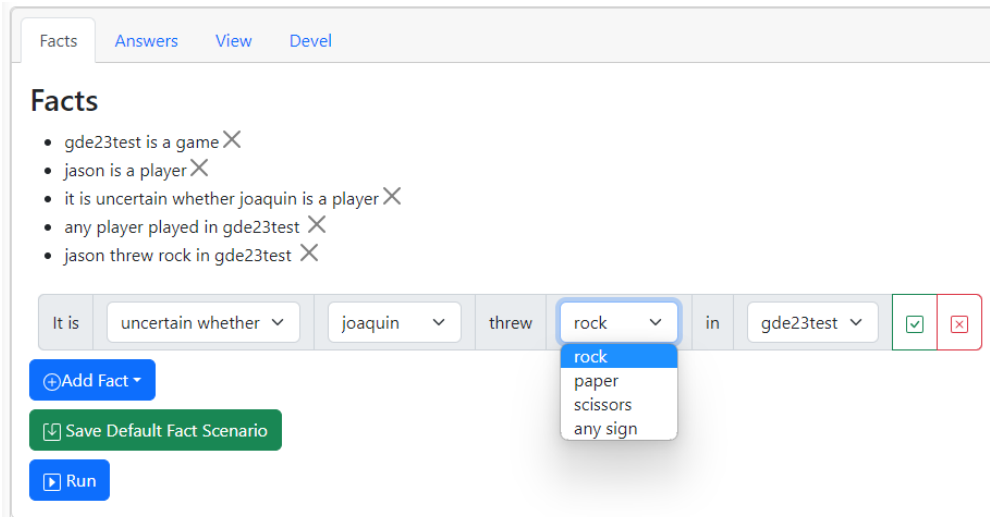 Facts Answers View Devel
Facts
gde23test is a game
jason is a player
it is uncertain whether joaquin is a player
any player played in gde23test
jason threw rock in gde23test
It is uncertain whether joaquin threw rock in gde23test
rock
paper
scissors
any sign
Add Fact
Save Default Fact Scenario
Run